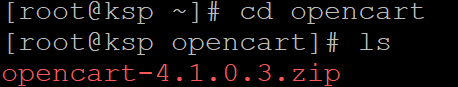 [root@ksp ~]# cd opencart
[root@ksp opencart]# ls
opencart-4.1.0.3.zip